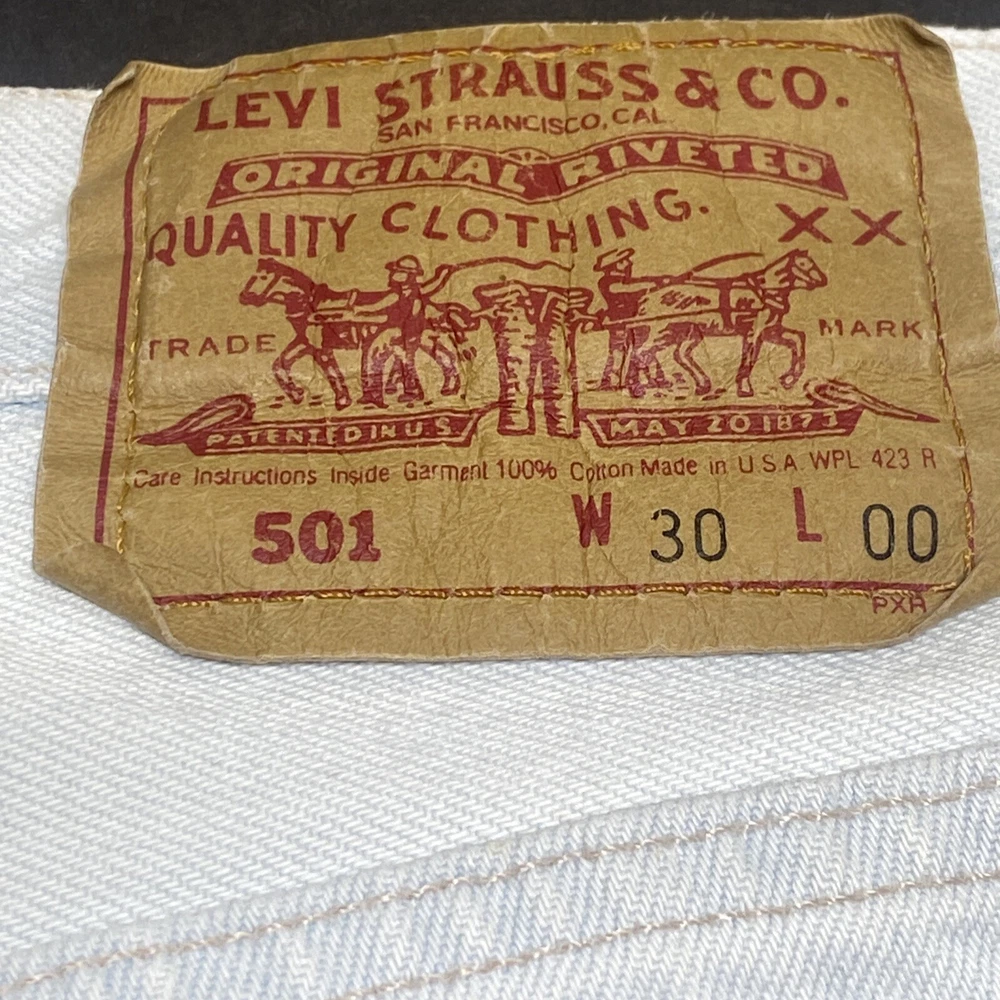 LEVI STRAUSS & CO.
SAN FRANCISCO, CAL.
ORIGINAL RIVETED
QUALITY CLOTHING. XX
TRADE MARK
PATENTED IN U S MAY 20 1873
Care Instructions Inside Garment 100% Cotton Made in U.S.A. WPL 423 R
501 W 30 L 00
PXH